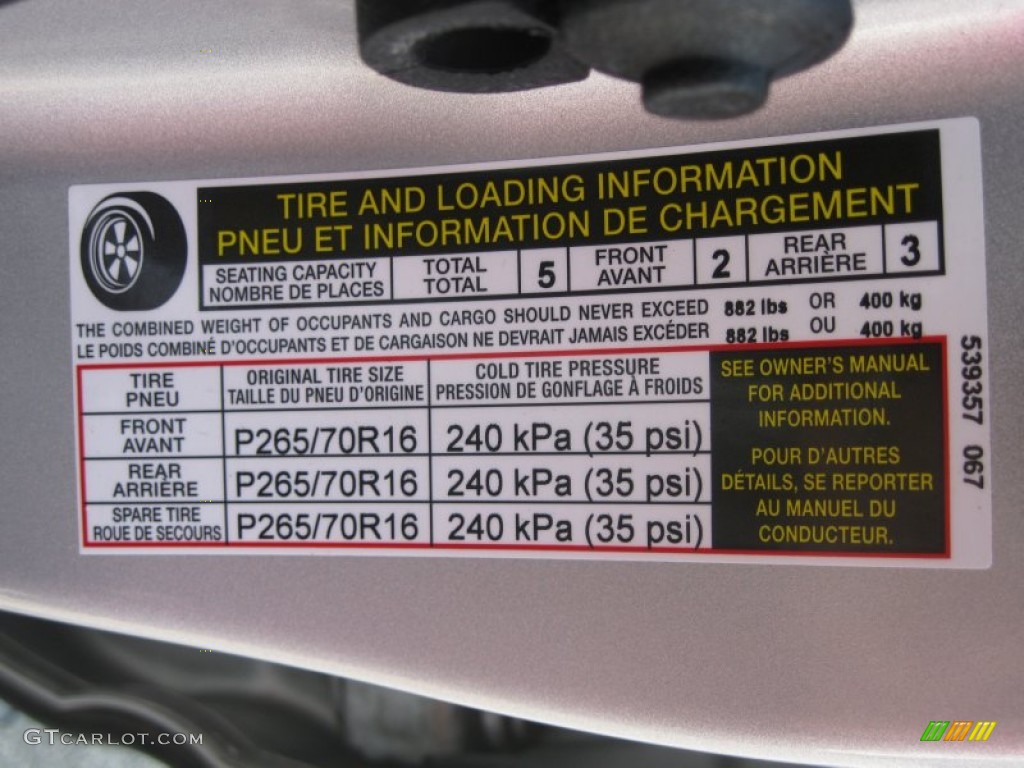 TIRE AND LOADING INFORMATION
PNEU ET INFORMATION DE CHARGEMENT
SEATING CAPACITY
NOMBRE DE PLACES
TOTAL
TOTAL
5
FRONT
AVANT
2
REAR
ARRIÈRE
3
THE COMBINED WEIGHT OF OCCUPANTS AND CARGO SHOULD NEVER EXCEED 882 lbs OR 400 kg
LE POIDS COMBINÉ D'OCCUPANTS ET DE CARGAISON NE DEVRAIT JAMAIS EXCÉDER 882 lbs OU 400 kg
TIRE
PNEU
ORIGINAL TIRE SIZE
TAILLE DU PNEU D'ORIGINE
COLD TIRE PRESSURE
PRESSION DE GONFLAGE À FROIDS
FRONT
AVANT
P265/70R16
240 kPa (35 psi)
REAR
ARRIÈRE
P265/70R16
240 kPa (35 psi)
SPARE TIRE
ROUE DE SECOURS
P265/70R16
240 kPa (35 psi)
SEE OWNER'S MANUAL
FOR ADDITIONAL
INFORMATION.
POUR D'AUTRES
DÉTAILS, SE REPORTER
AU MANUEL DU
CONDUCTEUR.
539357 067
GTCARLOT.COM